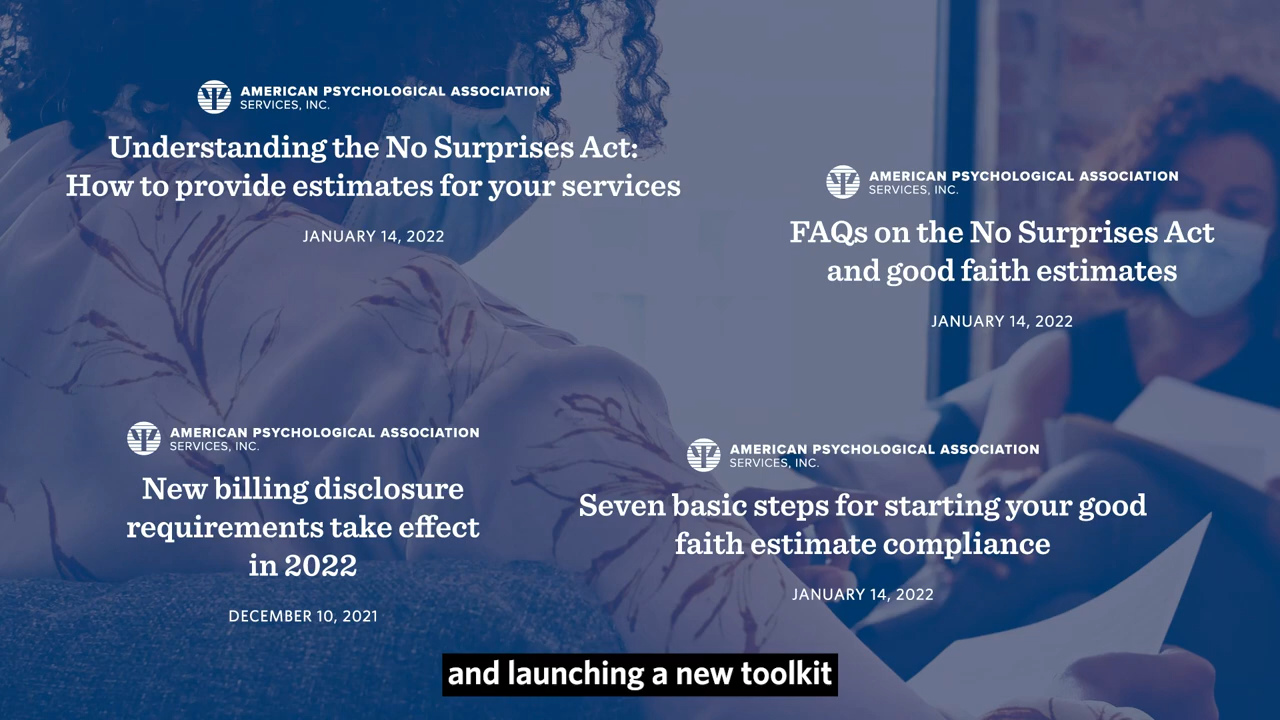 AMERICAN PSYCHOLOGICAL ASSOCIATION
SERVICES, INC.
Understanding the No Surprises Act:
How to provide estimates for your services
JANUARY 14, 2022
AMERICAN PSYCHOLOGICAL ASSOCIATION
SERVICES, INC.
FAQs on the No Surprises Act
and good faith estimates
JANUARY 14, 2022
AMERICAN PSYCHOLOGICAL ASSOCIATION
SERVICES, INC.
New billing disclosure
requirements take effect
in 2022
DECEMBER 10, 2021
AMERICAN PSYCHOLOGICAL ASSOCIATION
SERVICES, INC.
Seven basic steps for starting your good
faith estimate compliance
JANUARY 14, 2022
and launching a new toolkit